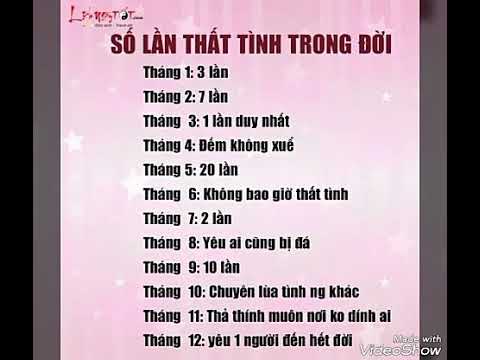 LịchNgàyTốt.com
SỐ LẦN THẤT TÌNH TRONG ĐỜI
Tháng 1: 3 lần
Tháng 2: 7 lần
Tháng 3: 1 lần duy nhất
Tháng 4: Đếm không xuể
Tháng 5: 20 lần
Tháng 6: Không bao giờ thất tình
Tháng 7: 2 lần
Tháng 8: Yêu ai cũng bị đá
Tháng 9: 10 lần
Tháng 10: Chuyên lùa tình ng khác
Tháng 11: Thả thính muôn nơi ko dính ai
Tháng 12: yêu 1 người đến hết đời
Made with
VideoShow